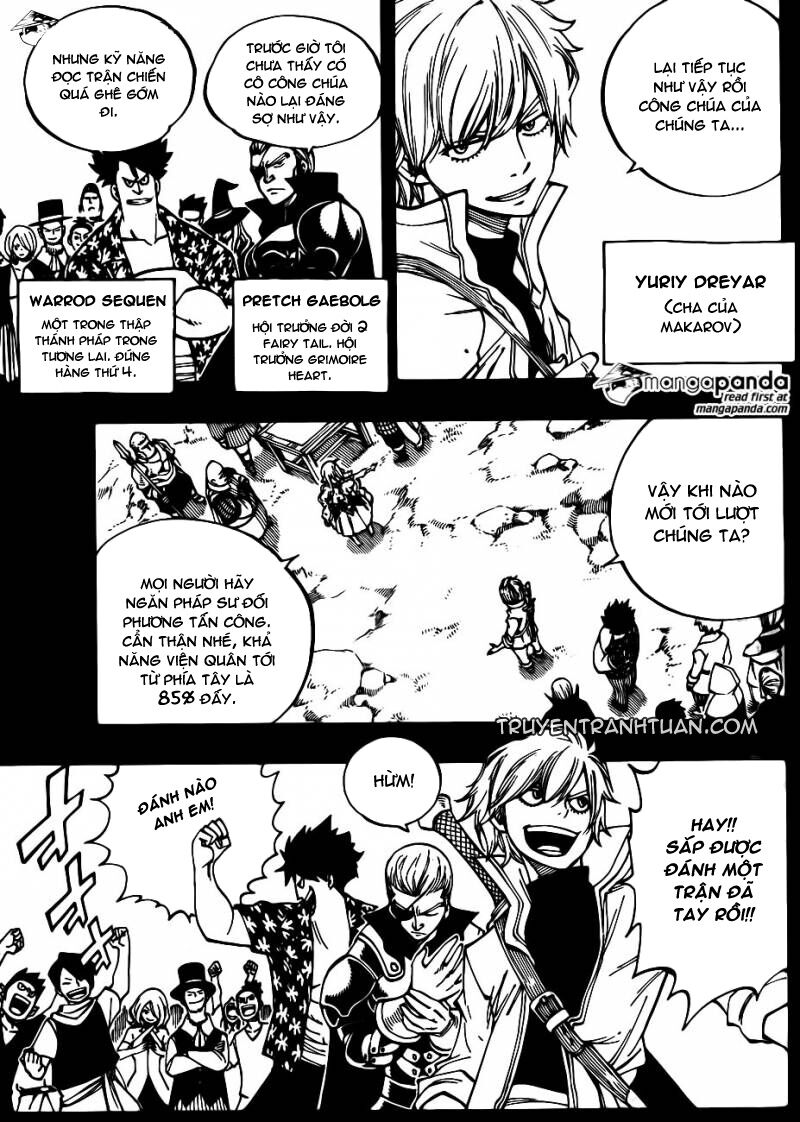 NHƯNG KỸ NĂNG
ĐỌC TRẬN CHIẾN
QUÁ GHÊ GỚM
ĐI.
TRƯỚC GIỜ TÔI
CHƯA THẤY CÓ
CÔ CÔNG CHÚA
NÀO LẠI ĐÁNG
SỢ NHƯ VẬY.
LẠI TIẾP TỤC
NHƯ VẬY RỒI
CÔNG CHÚA CỦA
CHÚNG TA...
WARROD SEQUEN
MỘT TRONG THẬP
THÁNH PHÁP TRONG
TƯƠNG LAI. ĐỨNG
HÀNG THỨ 4.
PRETCH GAEBOLG
HỘI TRƯỞNG ĐỜI 2
FAIRY TAIL. HỘI
TRƯỞNG GRIMOIRE
HEART.
YURIY DREYAR
(CHA CỦA
MAKAROV)
mangapanda
read first at
mangapanda.com
VẬY KHI NÀO
MỚI TỚI LƯỢT
CHÚNG TA?
MỌI NGƯỜI HÃY
NGĂN PHÁP SƯ ĐỐI
PHƯƠNG TẤN CÔNG.
CẨN THẬN NHÉ, KHẢ
NĂNG VIỆN QUÂN TỚI
TỪ PHÍA TÂY LÀ
85% ĐẤY.
TRUYENTRANHTUAN.COM
ĐÁNH NÀO
ANH EM!
HỪM!
HAY!!
SẮP ĐƯỢC
ĐÁNH MỘT
TRẬN ĐÃ
TAY RỒI!!